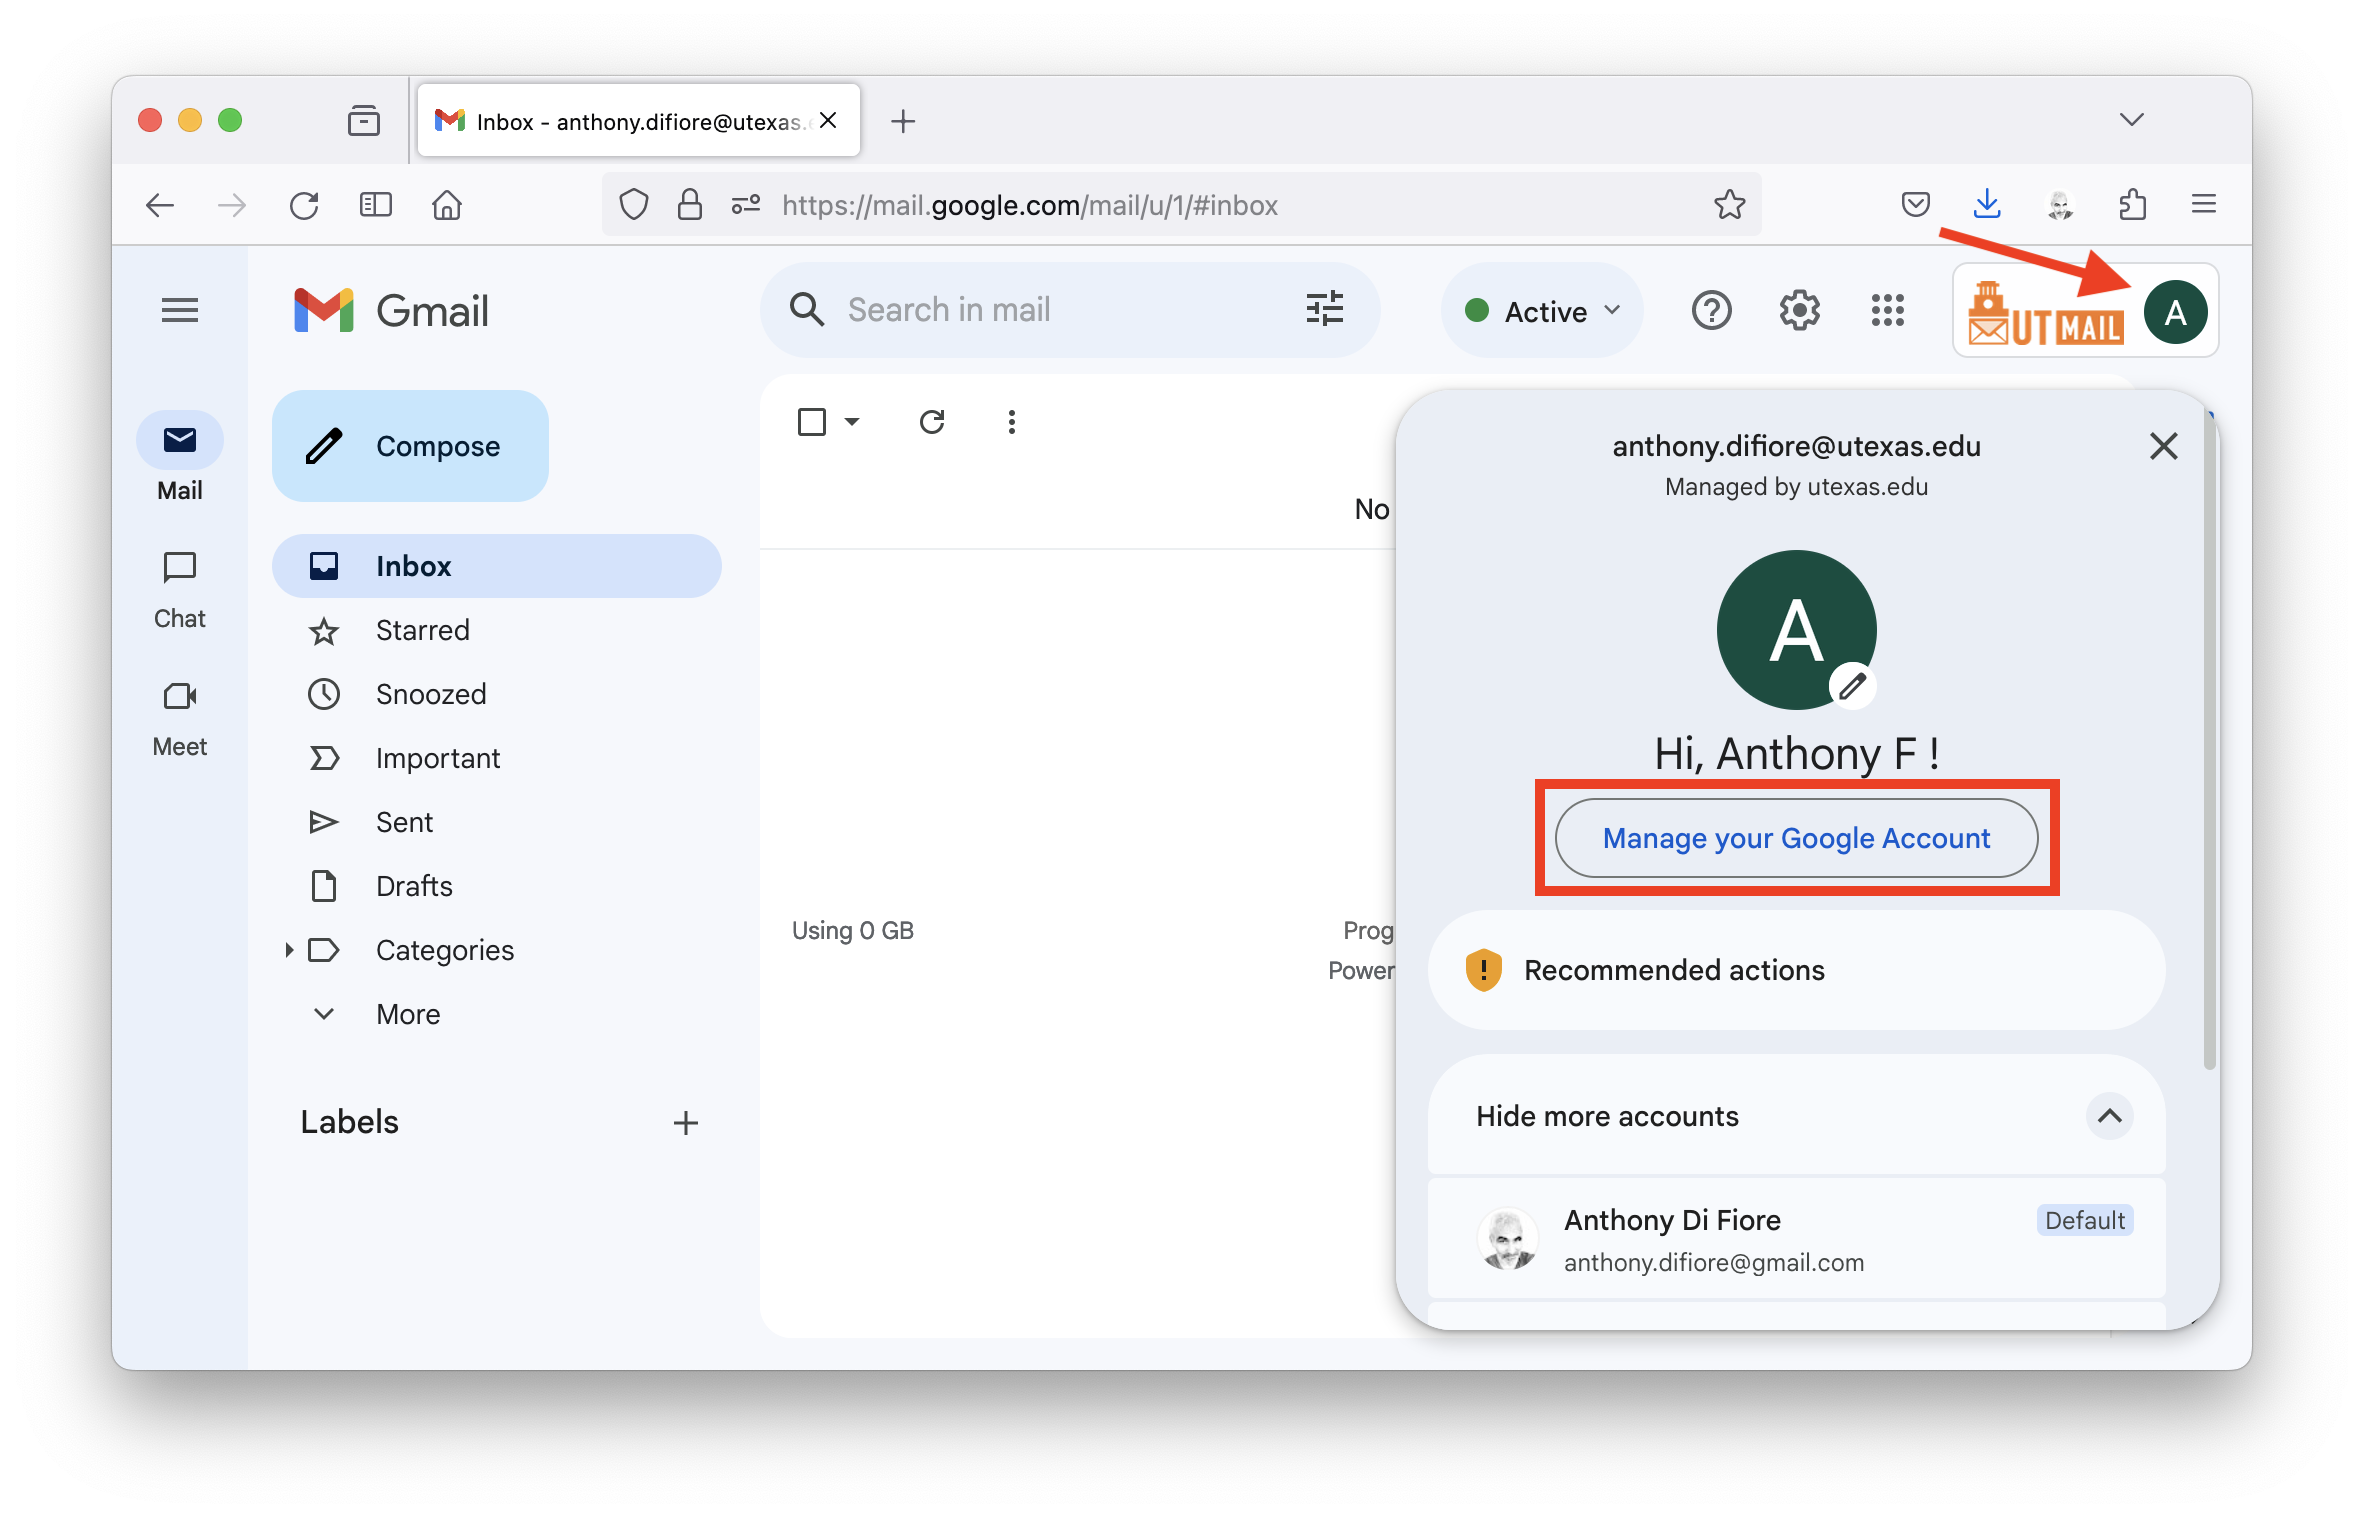 Inbox - anthony.difiore@utexas.
https://mail.google.com/mail/u/1/#inbox
Gmail
Search in mail
Active
UT MAIL
A
Mail
Chat
Meet
Compose
Inbox
Starred
Snoozed
Important
Sent
Drafts
Categories
More
Labels
No
Using 0 GB
Prog
Power
anthony.difiore@utexas.edu
Managed by utexas.edu
A
Hi, Anthony F !
Manage your Google Account
Recommended actions
Hide more accounts
Anthony Di Fiore
Default
anthony.difiore@gmail.com